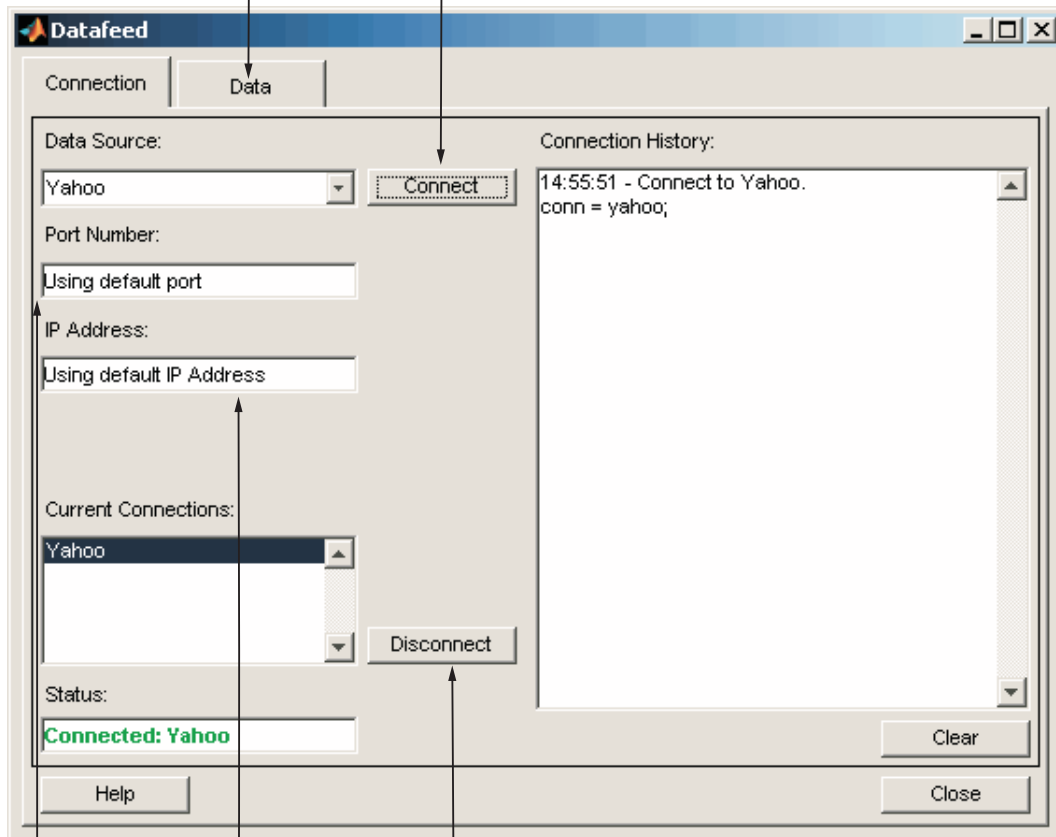 Datafeed
Connection
Data
Data Source:
Yahoo
Connect
Port Number:
Using default port
IP Address:
Using default IP Address
Current Connections:
Yahoo
Disconnect
Status:
Connected: Yahoo
Connection History:
14:55:51 - Connect to Yahoo.
conn = yahoo;
Clear
Help
Close